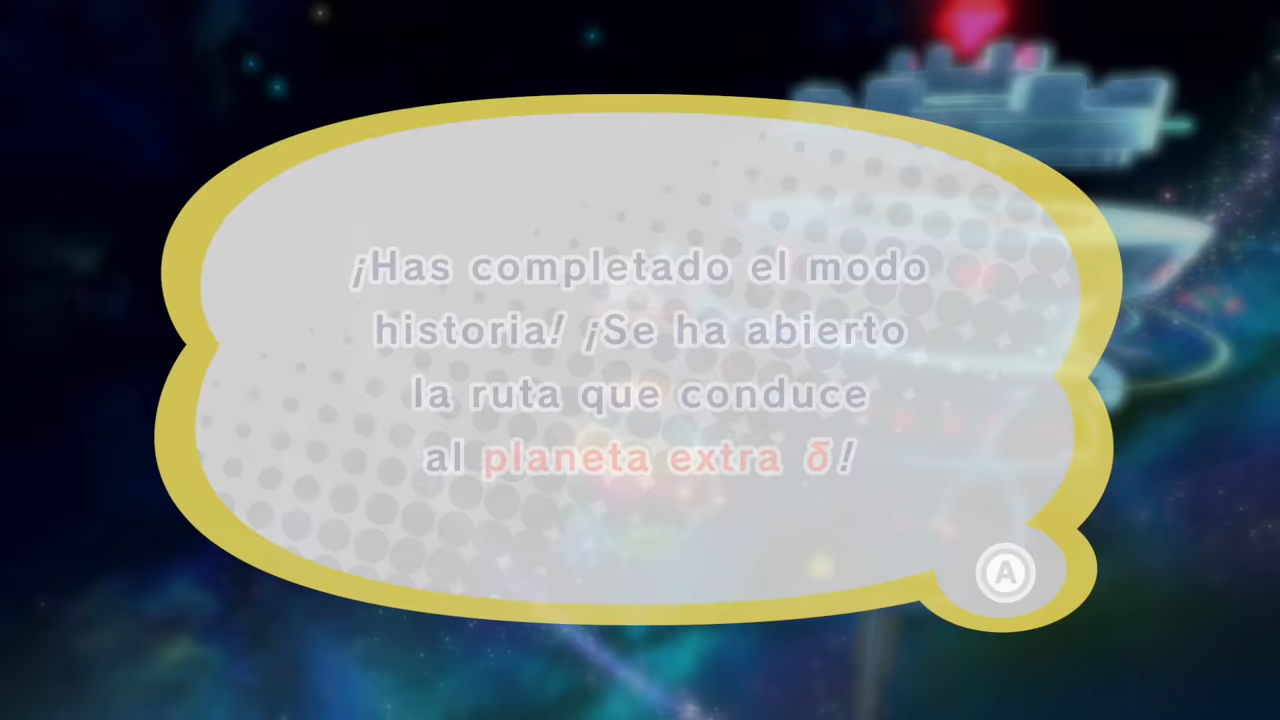 ¡Has completado el modo
historia! ¡Se ha abierto
la ruta que conduce
al planeta extra δ!
A